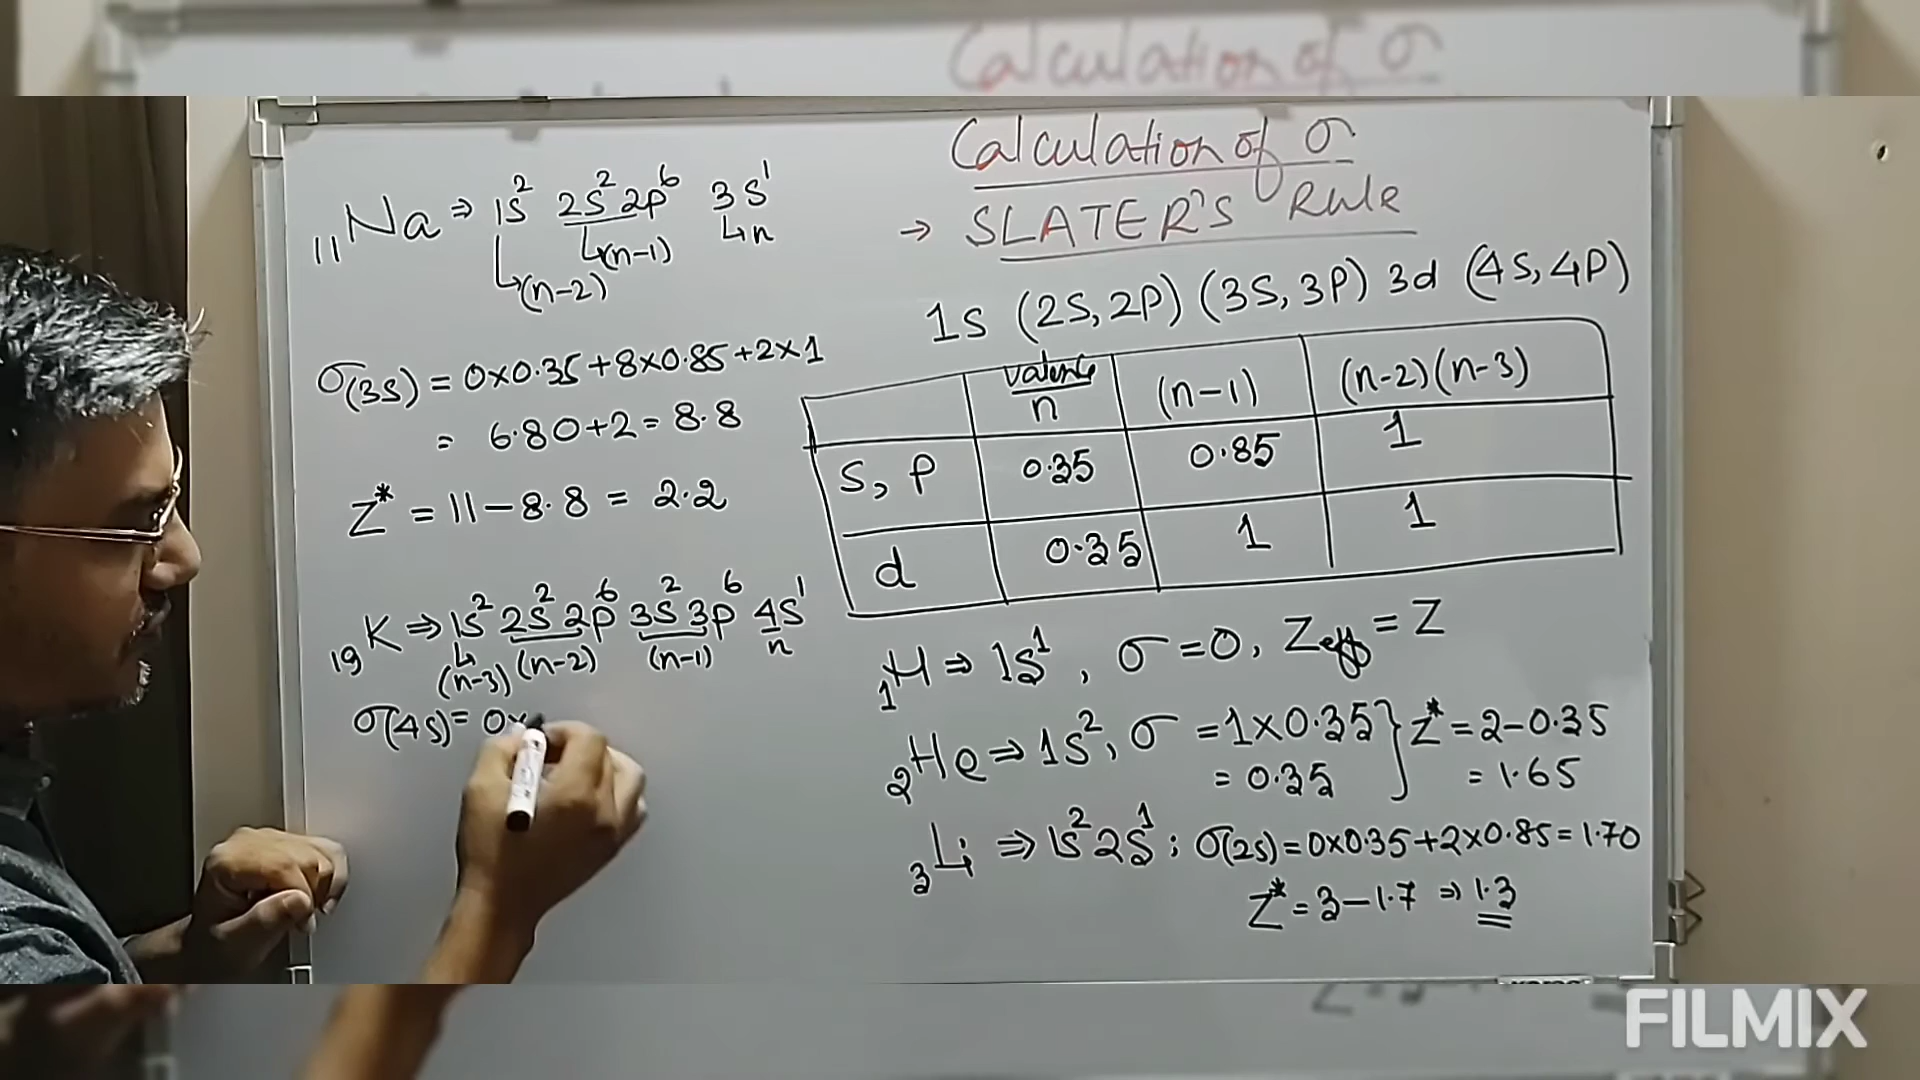 Calculation of σ
Calculation of σ
→ SLATER'S Rule
₁₁Na ⇒ 1s² 2s² 2p⁶ 3s¹
↳n
↳(n-1)
↳(n-2)
σ(3s) = 0×0.35+8×0.85+2×1
= 6.80+2 = 8.8
Z* = 11-8.8 = 2.2
₁₉K ⇒ 1s² 2s² 2p⁶ 3s² 3p⁶ 4s¹
(n-3) (n-2) (n-1) n
σ(4s) = 0×
1s (2s, 2p) (3s, 3p) 3d (4s, 4p)
valence n (n-1) (n-2)(n-3)
s, p 0.35 0.85 1
d 0.35 1 1
₁H ⇒ 1s¹, σ = 0, Zeff = Z
₂He ⇒ 1s², σ = 1×0.35} Z* = 2-0.35
= 0.35 = 1.65
₃Li ⇒ 1s² 2s¹; σ(2s) = 0×0.35+2×0.85 = 1.70
Z* = 3-1.7 ⇒ 1.3
FILMIX